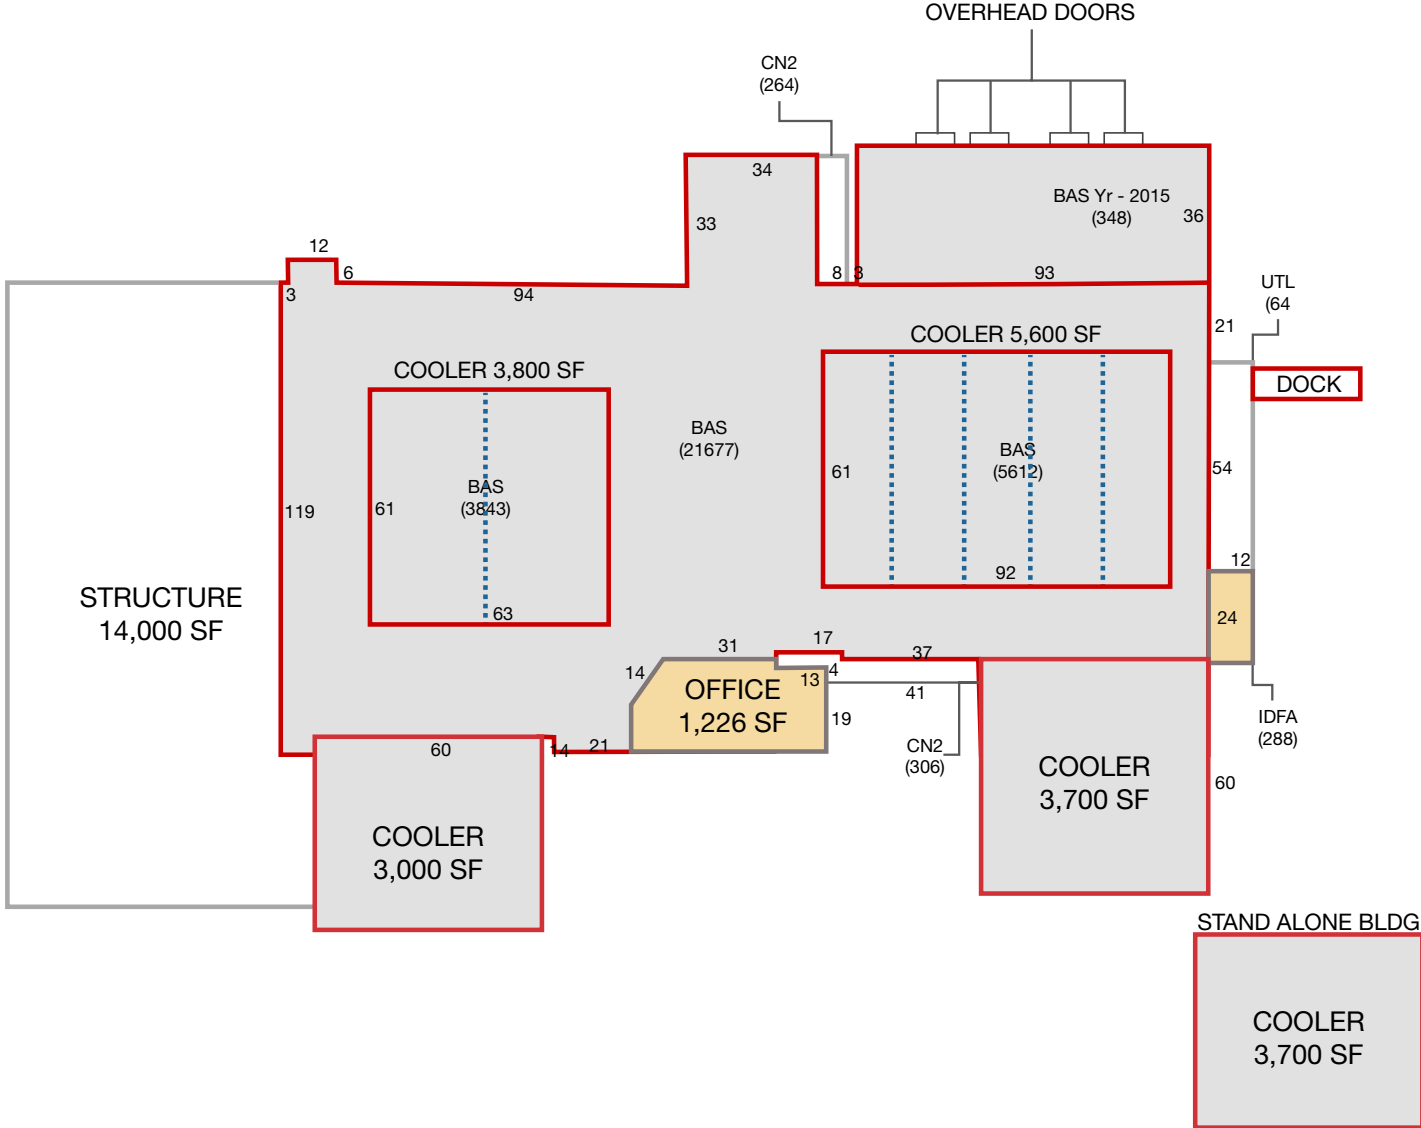 OVERHEAD DOORS
CN2
(264)
34
33
BAS Yr - 2015
(348)
36
12
6
3
94
8
3
93
UTL
(64
21
COOLER 5,600 SF
COOLER 3,800 SF
DOCK
BAS
(21677)
BAS
(5612)
61
54
BAS
(3843)
61
119
12
92
STRUCTURE
14,000 SF
63
24
17
31
37
14
4
13
OFFICE
1,226 SF
41
19
IDFA
(288)
60
14
21
CN2
(306)
COOLER
3,700 SF
60
COOLER
3,000 SF
STAND ALONE BLDG
COOLER
3,700 SF